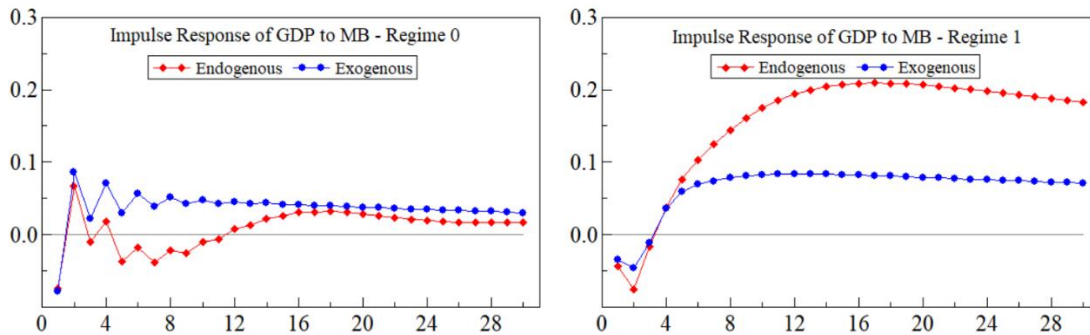 Impulse Response of GDP to MB - Regime 0
Endogenous Exogenous
0.3
0.2
0.1
0.0
0 4 8 12 16 20 24 28
Impulse Response of GDP to MB - Regime 1
Endogenous Exogenous
0.3
0.2
0.1
0.0
0 4 8 12 16 20 24 28